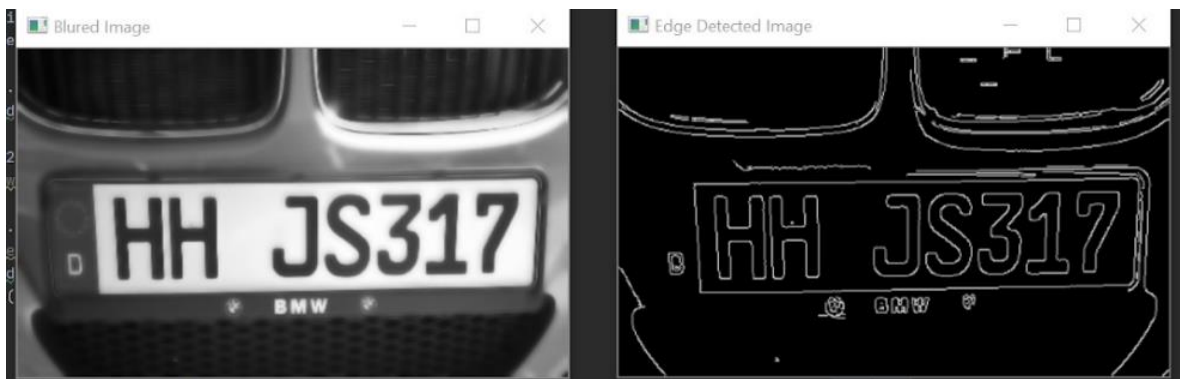 Blured Image
HH JS317
D
BMW
Edge Detected Image
HH JS317
D
BMW